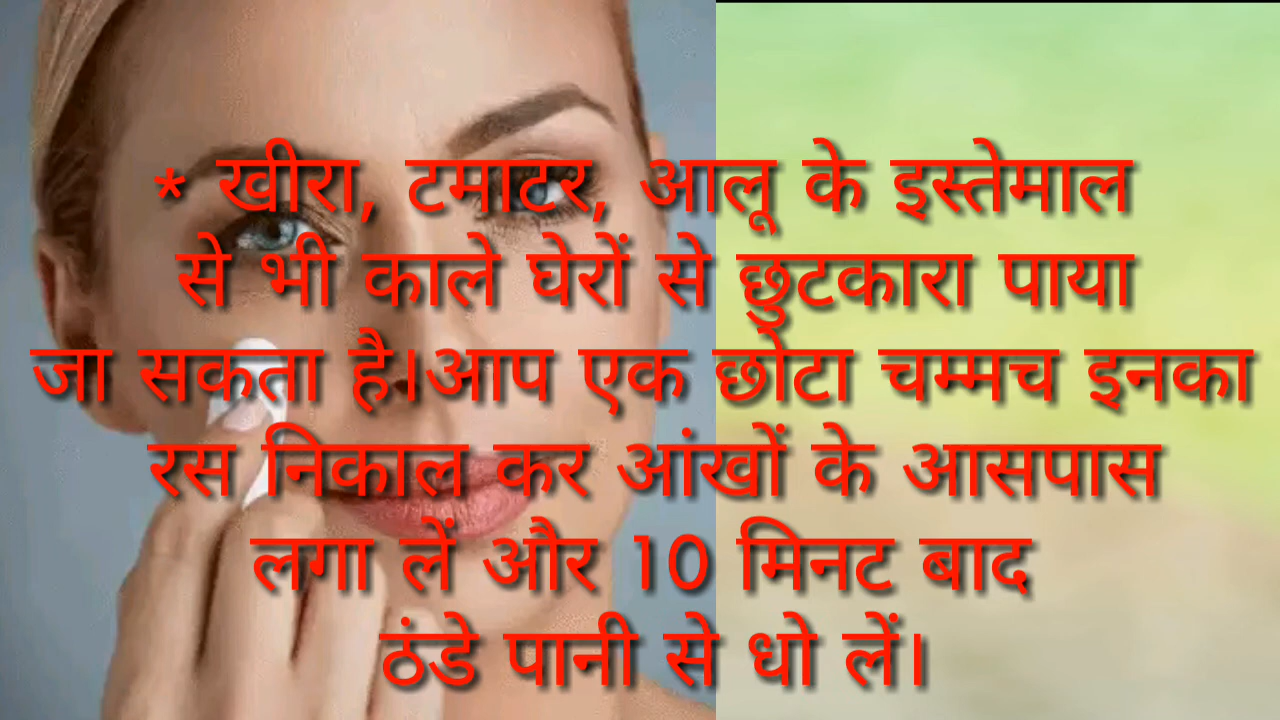 * खीरा, टमाटर, आलू के इस्तेमाल
से भी काले घेरों से छुटकारा पाया
जा सकता है।आप एक छोटा चम्मच इनका
रस निकाल कर आंखों के आसपास
लगा लें और 10 मिनट बाद
ठंडे पानी से धो लें।